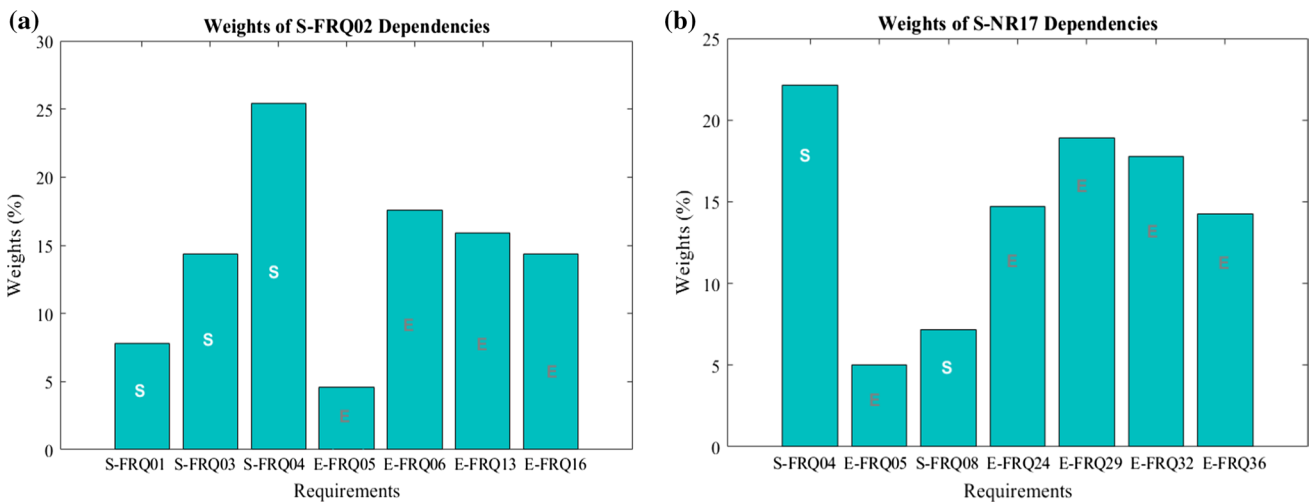 (a)
Weights of S-FRQ02 Dependencies
30
25
20
15
10
5
0
Weights (%)
S
S
S
m
m
m
m
S-FRQ01 S-FRQ03 S-FRQ04 E-FRQ05 E-FRQ06 E-FRQ13 E-FRQ16
Requirements
(b)
Weights of S-NR17 Dependencies
25
20
15
10
5
0
Weights (%)
S
m
S
m
m
m
m
S-FRQ04 E-FRQ05 S-FRQ08 E-FRQ24 E-FRQ29 E-FRQ32 E-FRQ36
Requirements